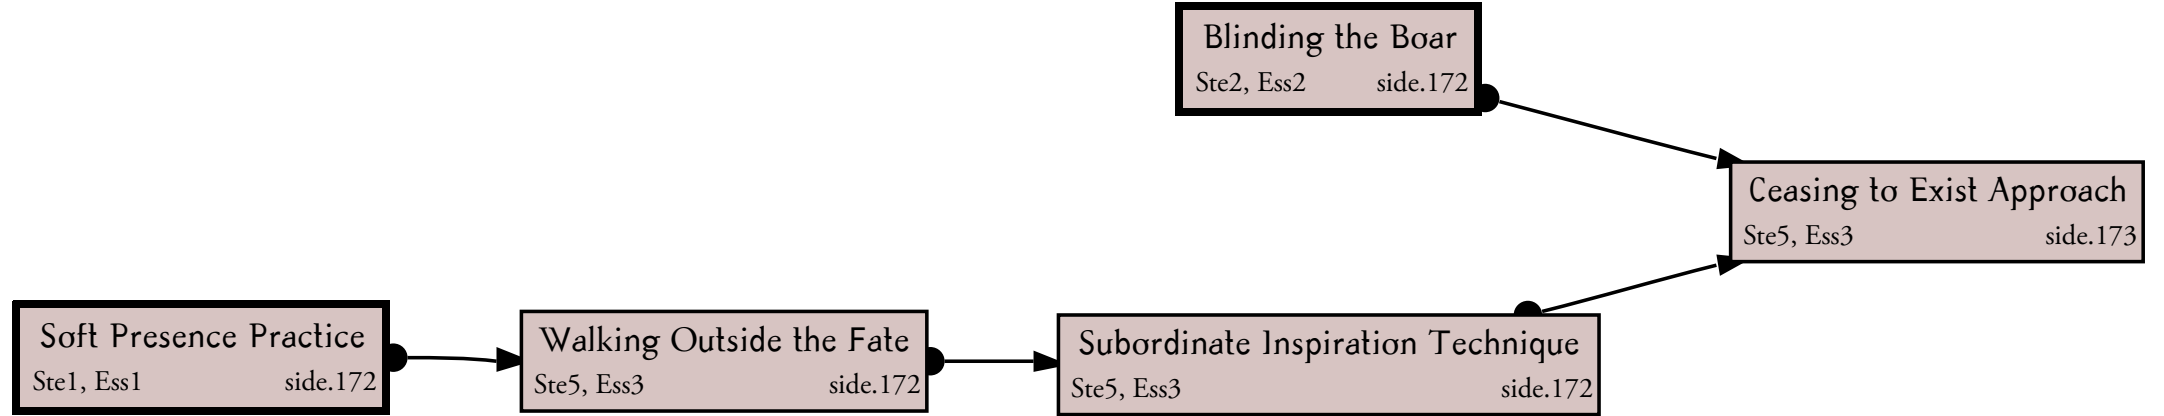 Blinding the Boar
Ste2, Ess2 side.172
Ceasing to Exist Approach
Ste5, Ess3 side.173
Soft Presence Practice
Ste1, Ess1 side.172
Walking Outside the Fate
Ste5, Ess3 side.172
Subordinate Inspiration Technique
Ste5, Ess3 side.172